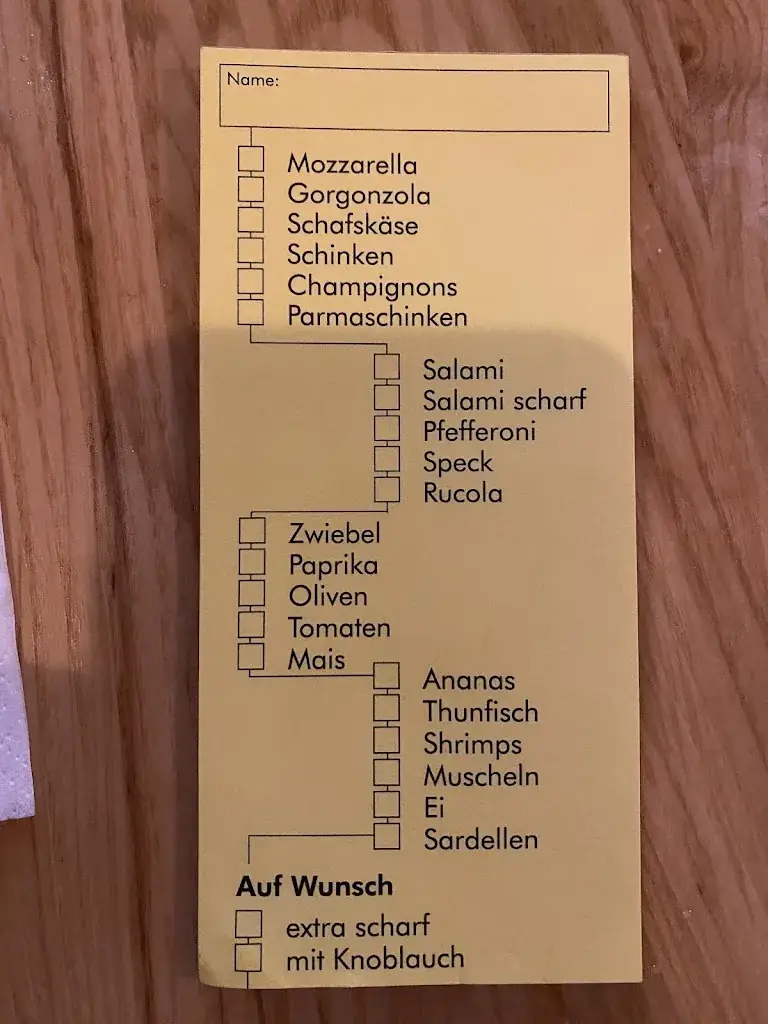 Name:
Mozzarella
Gorgonzola
Schafskäse
Schinken
Champignons
Parmaschinken
Salami
Salami scharf
Pfefferoni
Speck
Rucola
Zwiebel
Paprika
Oliven
Tomaten
Mais
Ananas
Thunfisch
Shrimps
Muscheln
Ei
Sardellen
Auf Wunsch
extra scharf
mit Knoblauch